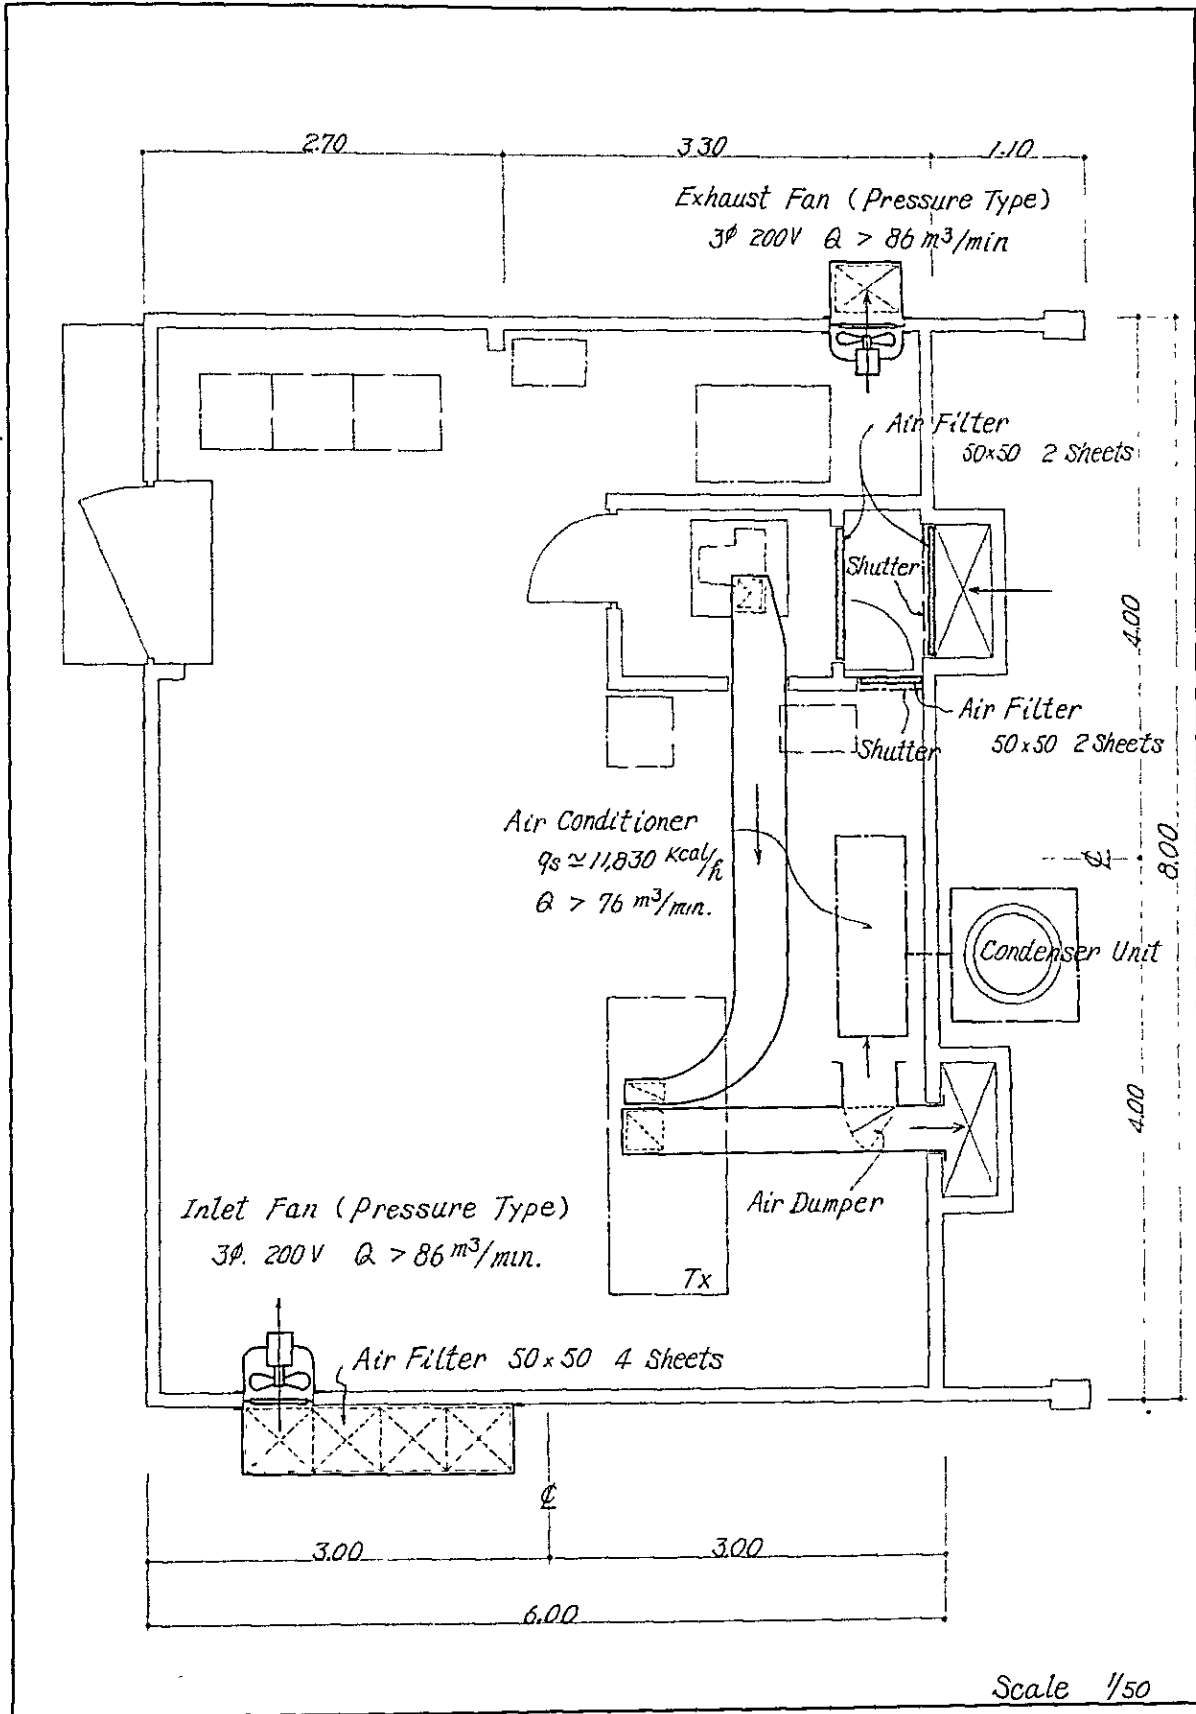 2.70
3.30
1.10
Exhaust Fan (Pressure Type)
3φ 200V Q > 86 m³/min
Air Filter
50×50 2 Sheets
Shutter
4.00
Air Filter
50×50 2 Sheets
Shutter
Air Conditioner
qs ≃ 11,830 Kcal/h
Q > 76 m³/min.
℄
8.00
Condenser Unit
4.00
Air Dumper
Inlet Fan (Pressure Type)
3φ. 200V Q > 86 m³/min.
Tx
Air Filter 50×50 4 Sheets
℄
3.00
3.00
6.00
Scale 1/50